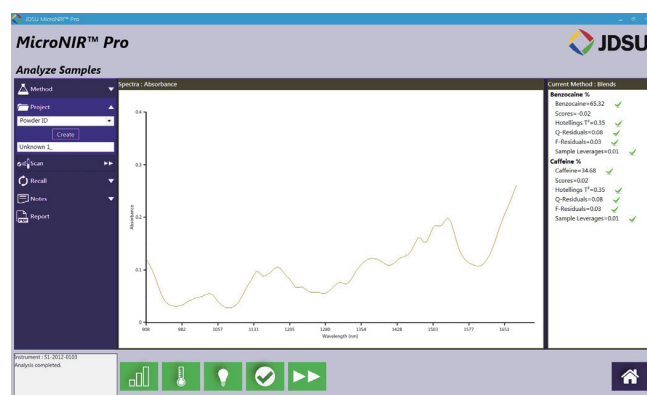 JDSU MicroNIR™ Pro
MicroNIR™ Pro
JDSU
Analyze Samples
Method
Project
Powder ID
Create
Unknown 1_
Scan
Recall
Notes
Report
Spectra : Absorbance
Absorbance
0.4
0.3
0.2
0.1
0
908
982
1057
1131
1205
1280
1354
1428
1503
1577
1651
Wavelength (nm)
Current Method : Blends
Benzocaine %
Benzocaine=65.32
Scores=-0.02
Hotellings T²=0.35
Q-Residuals=0.08
F-Residuals=0.03
Sample Leverages=0.01
Caffeine %
Caffeine=34.68
Scores=0.02
Hotellings T²=0.35
Q-Residuals=0.08
F-Residuals=0.03
Sample Leverages=0.01
Instrument : S1-2012-0103
Analysis completed.